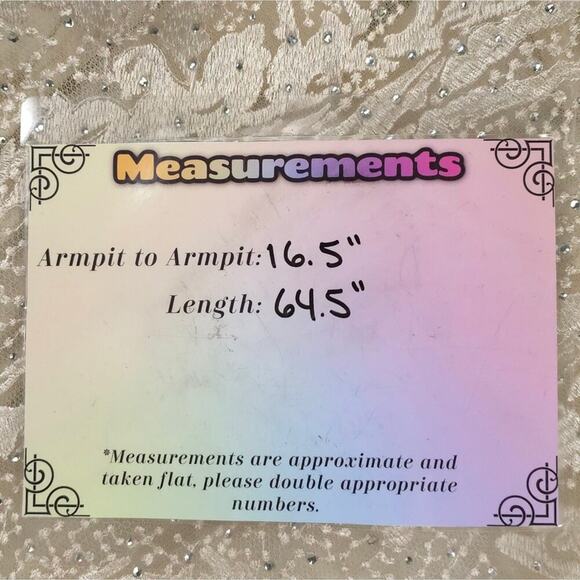 Measurements
Armpit to Armpit: 16.5"
Length: 64.5"
*Measurements are approximate and
taken flat, please double appropriate
numbers.